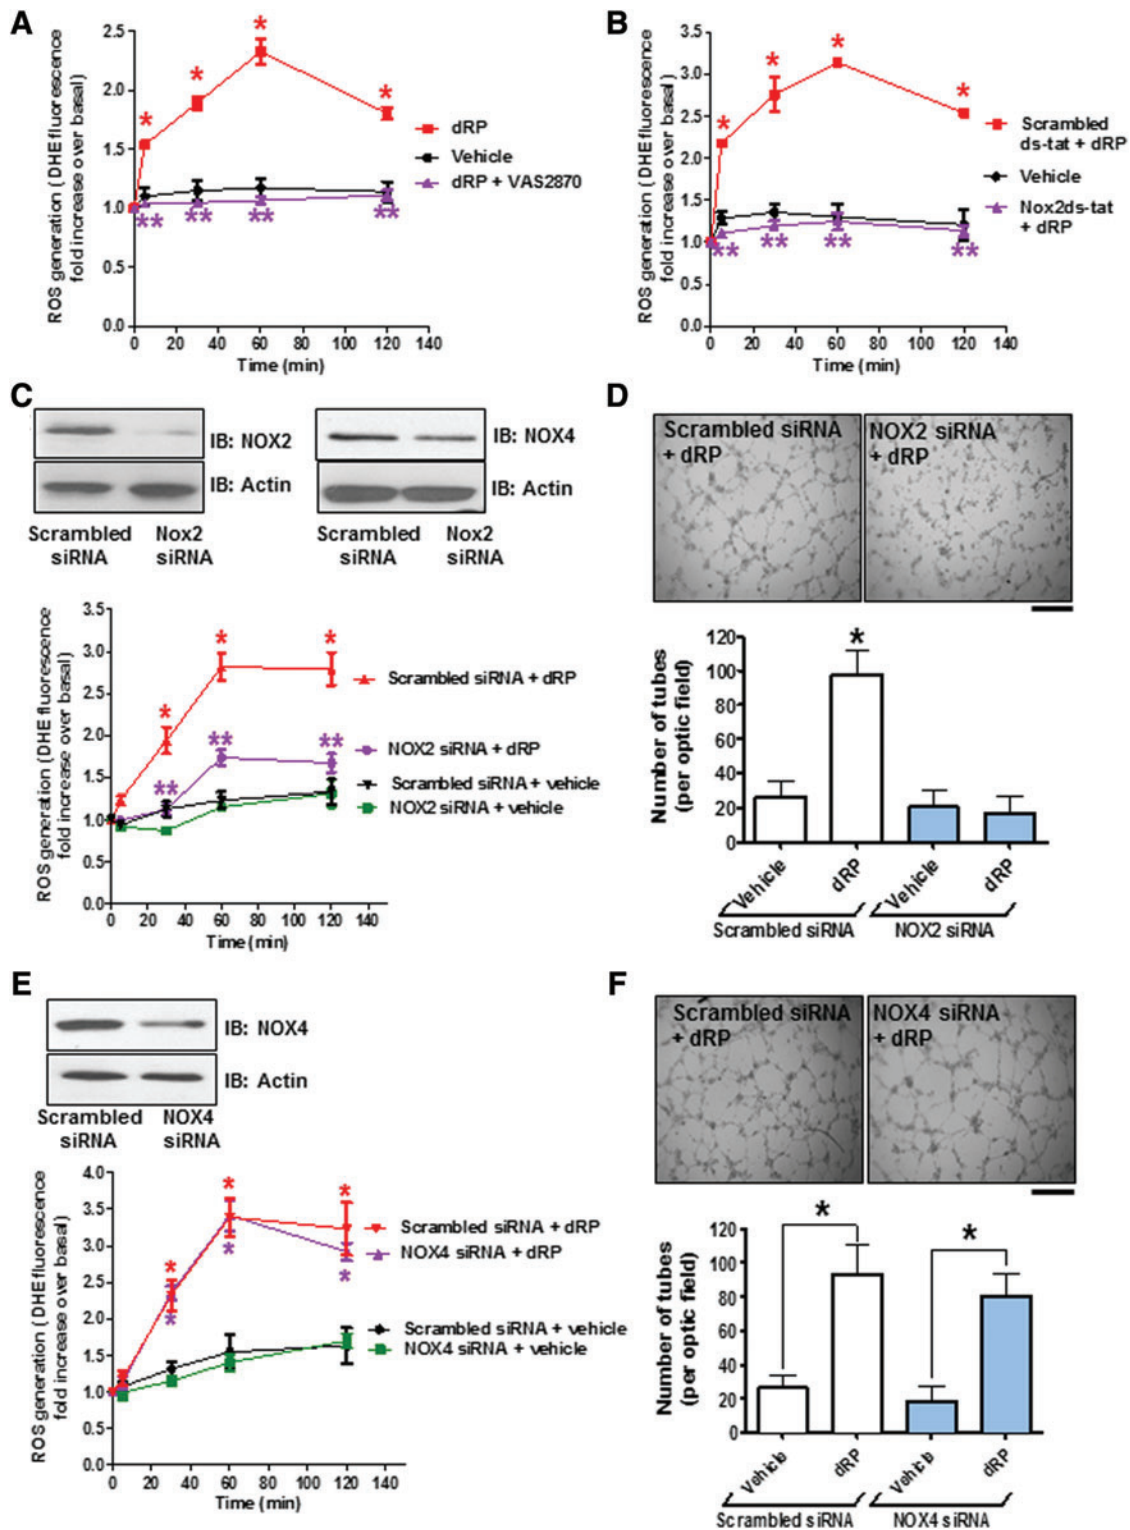 A
ROS generation (DHE fluorescence
fold increase over basal)
2.5
2.0
1.5
1.0
0.5
0.0
0 20 40 60 80 100 120 140
Time (min)
*
*
*
*
**
**
**
**
dRP
Vehicle
dRP + VAS2870
B
ROS generation (DHE fluorescence
fold increase over basal)
3.5
3.0
2.5
2.0
1.5
1.0
0.5
0.0
0 20 40 60 80 100 120 140
Time (min)
*
*
*
*
**
**
**
**
Scrambled
ds-tat + dRP
Vehicle
Nox2ds-tat
+ dRP
C
IB: NOX2
IB: Actin
Scrambled
siRNA
Nox2
siRNA
IB: NOX4
IB: Actin
Scrambled
siRNA
Nox2
siRNA
ROS generation (DHE fluorescence
fold increase over basal)
3.5
3.0
2.5
2.0
1.5
1.0
0.5
0.0
0 20 40 60 80 100 120 140
Time (min)
*
*
*
**
**
**
Scrambled siRNA + dRP
NOX2 siRNA + dRP
Scrambled siRNA + vehicle
NOX2 siRNA + vehicle
D
Scrambled siRNA
+ dRP
NOX2 siRNA
+ dRP
Number of tubes
(per optic field)
120
100
80
60
40
20
0
*
Vehicle
dRP
Vehicle
dRP
Scrambled siRNA
NOX2 siRNA
E
IB: NOX4
IB: Actin
Scrambled
siRNA
NOX4
siRNA
ROS generation (DHE fluorescence
fold increase over basal)
4.0
3.5
3.0
2.5
2.0
1.5
1.0
0.5
0.0
0 20 40 60 80 100 120 140
Time (min)
*
*
*
*
*
*
Scrambled siRNA + dRP
NOX4 siRNA + dRP
Scrambled siRNA + vehicle
NOX4 siRNA + vehicle
F
Scrambled siRNA
+ dRP
NOX4 siRNA
+ dRP
Number of tubes
(per optic field)
120
100
80
60
40
20
0
*
*
Vehicle
dRP
Vehicle
dRP
Scrambled siRNA
NOX4 siRNA